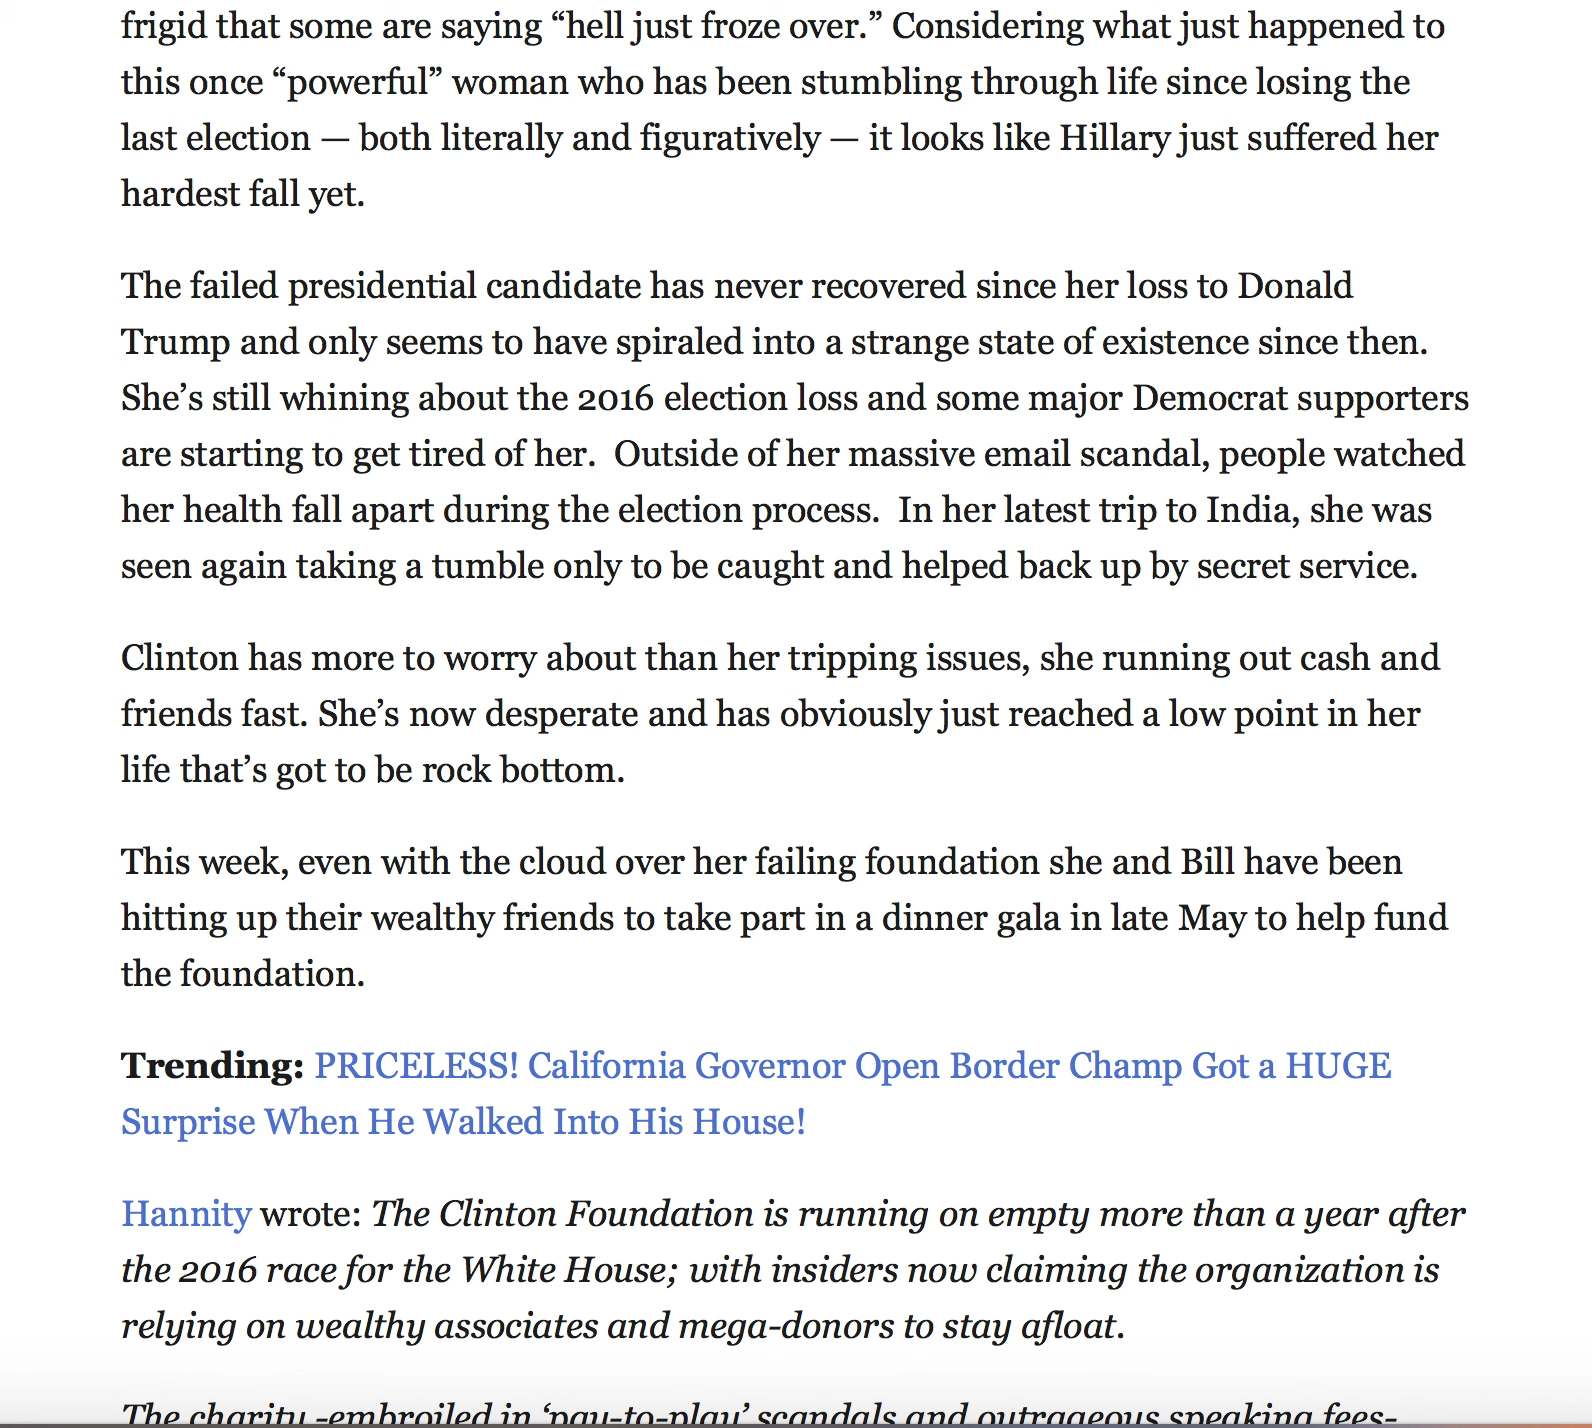 frigid that some are saying “hell just froze over.” Considering what just happened to
this once “powerful” woman who has been stumbling through life since losing the
last election — both literally and figuratively — it looks like Hillary just suffered her
hardest fall yet.
The failed presidential candidate has never recovered since her loss to Donald
Trump and only seems to have spiraled into a strange state of existence since then.
She’s still whining about the 2016 election loss and some major Democrat supporters
are starting to get tired of her.  Outside of her massive email scandal, people watched
her health fall apart during the election process.  In her latest trip to India, she was
seen again taking a tumble only to be caught and helped back up by secret service.
Clinton has more to worry about than her tripping issues, she running out cash and
friends fast. She’s now desperate and has obviously just reached a low point in her
life that’s got to be rock bottom.
This week, even with the cloud over her failing foundation she and Bill have been
hitting up their wealthy friends to take part in a dinner gala in late May to help fund
the foundation.
Trending: PRICELESS! California Governor Open Border Champ Got a HUGE
Surprise When He Walked Into His House!
Hannity wrote: The Clinton Foundation is running on empty more than a year after
the 2016 race for the White House; with insiders now claiming the organization is
relying on wealthy associates and mega-donors to stay afloat.
The charity -embroiled in ‘pay-to-play’ scandals and outrageous speaking fees-